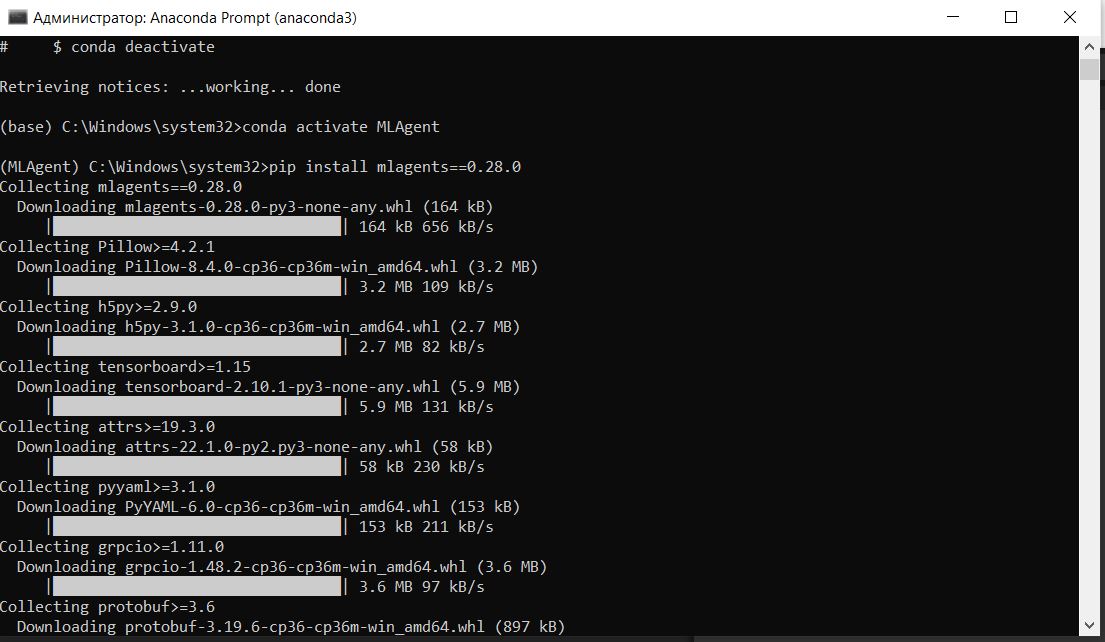 Администратор: Anaconda Prompt (anaconda3)
#     $ conda deactivate
Retrieving notices: ...working... done
(base) C:\Windows\system32>conda activate MLAgent
(MLAgent) C:\Windows\system32>pip install mlagents==0.28.0
Collecting mlagents==0.28.0
  Downloading mlagents-0.28.0-py3-none-any.whl (164 kB)
     |████████████████████████████████| 164 kB 656 kB/s
Collecting Pillow>=4.2.1
  Downloading Pillow-8.4.0-cp36-cp36m-win_amd64.whl (3.2 MB)
     |████████████████████████████████| 3.2 MB 109 kB/s
Collecting h5py>=2.9.0
  Downloading h5py-3.1.0-cp36-cp36m-win_amd64.whl (2.7 MB)
     |████████████████████████████████| 2.7 MB 82 kB/s
Collecting tensorboard>=1.15
  Downloading tensorboard-2.10.1-py3-none-any.whl (5.9 MB)
     |████████████████████████████████| 5.9 MB 131 kB/s
Collecting attrs>=19.3.0
  Downloading attrs-22.1.0-py2.py3-none-any.whl (58 kB)
     |████████████████████████████████| 58 kB 230 kB/s
Collecting pyyaml>=3.1.0
  Downloading PyYAML-6.0-cp36-cp36m-win_amd64.whl (153 kB)
     |████████████████████████████████| 153 kB 211 kB/s
Collecting grpcio>=1.11.0
  Downloading grpcio-1.48.2-cp36-cp36m-win_amd64.whl (3.6 MB)
     |████████████████████████████████| 3.6 MB 97 kB/s
Collecting protobuf>=3.6
  Downloading protobuf-3.19.6-cp36-cp36m-win_amd64.whl (897 kB)